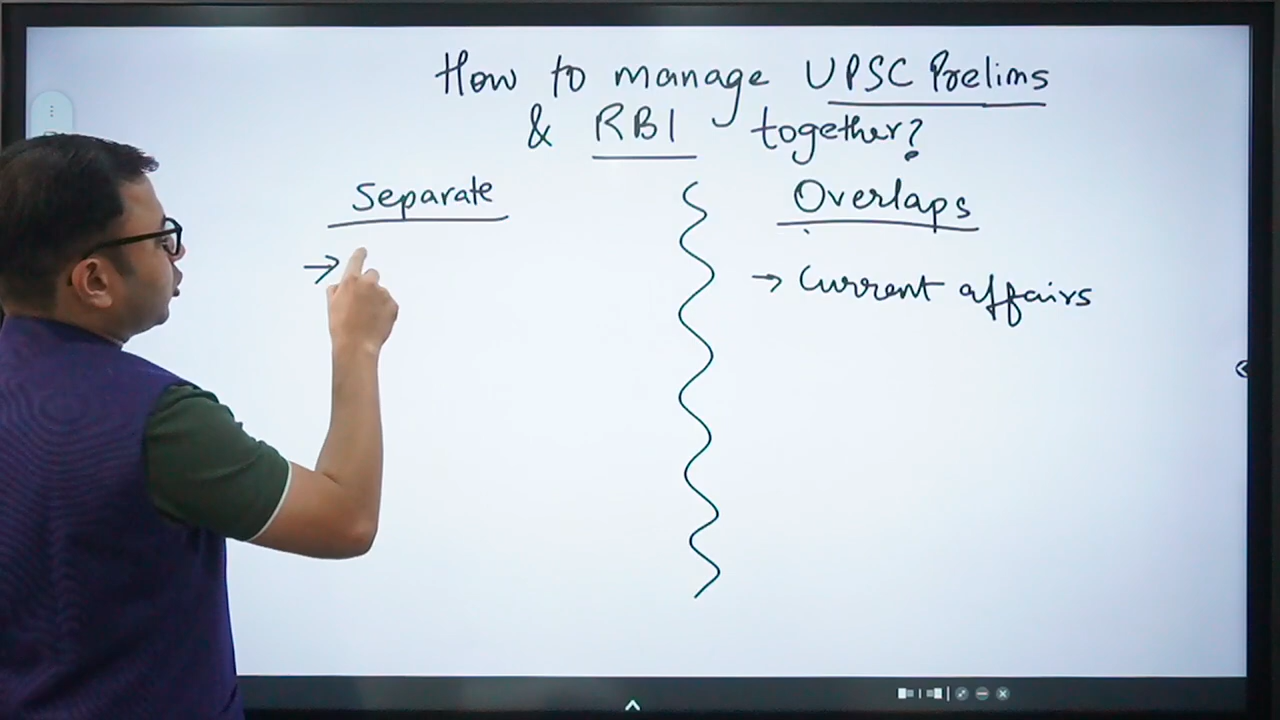 How to manage UPSC Prelims
& RBI together?
Separate
→
Overlaps
→ Current affairs